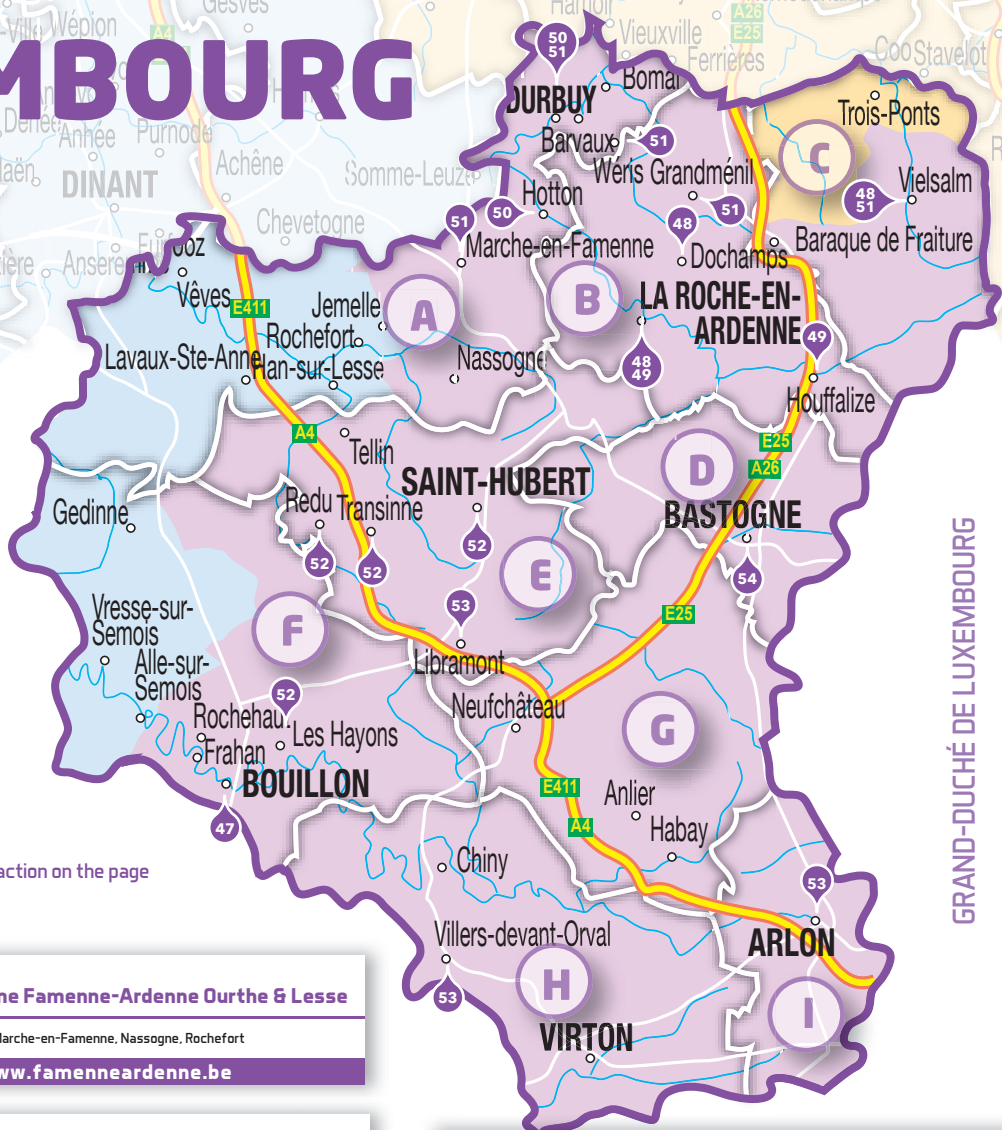 Gesves
A26
E25
Vieuxville
Ferrières
Coo
Stavelot
50
51
MBOURG
A4
Bomal
DURBUY
Trois-Ponts
Anhée
Purnode
Barvaux
51
C
Achêne
Somme-Leuze
Wéris
Grandménil
Vielsalm
48
51
DINANT
Hotton
51
50
51
48
Chevetogne
Marche-en-Famenne
Dochamps
Baraque de Fraiture
Vêves
E411
Jemelle
A
B
LA ROCHE-EN-
ARDENNE
49
Rochefort
Lavaux-Ste-Anne
Han-sur-Lesse
Nassogne
48
49
Houffalize
A4
Tellin
E25
A26
D
SAINT-HUBERT
Gedinne
Redu
Transinne
BASTOGNE
52
52
52
E
54
53
E25
Vresse-sur-
Semois
F
Alle-sur-
Semois
Libramont
52
Neufchâteau
G
Frahan
Les Hayons
BOUILLON
E411
Anlier
47
A4
Habay
action on the page
Chiny
53
Villers-devant-Orval
ARLON
H
53
I
VIRTON
GRAND-DUCHÉ DE LUXEMBOURG
ne Famenne-Ardenne Ourthe & Lesse
Marche-en-Famenne, Nassogne, Rochefort
ww.famenneardenne.be